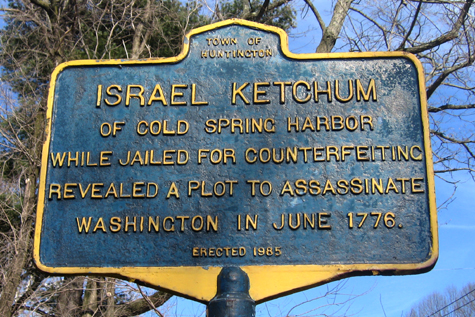 TOWN OF
HUNTINGTON
ISRAEL KETCHUM
OF COLD SPRING HARBOR
WHILE JAILED FOR COUNTERFEITING
REVEALED A PLOT TO ASSASSINATE
WASHINGTON IN JUNE 1776.
ERECTED 1985